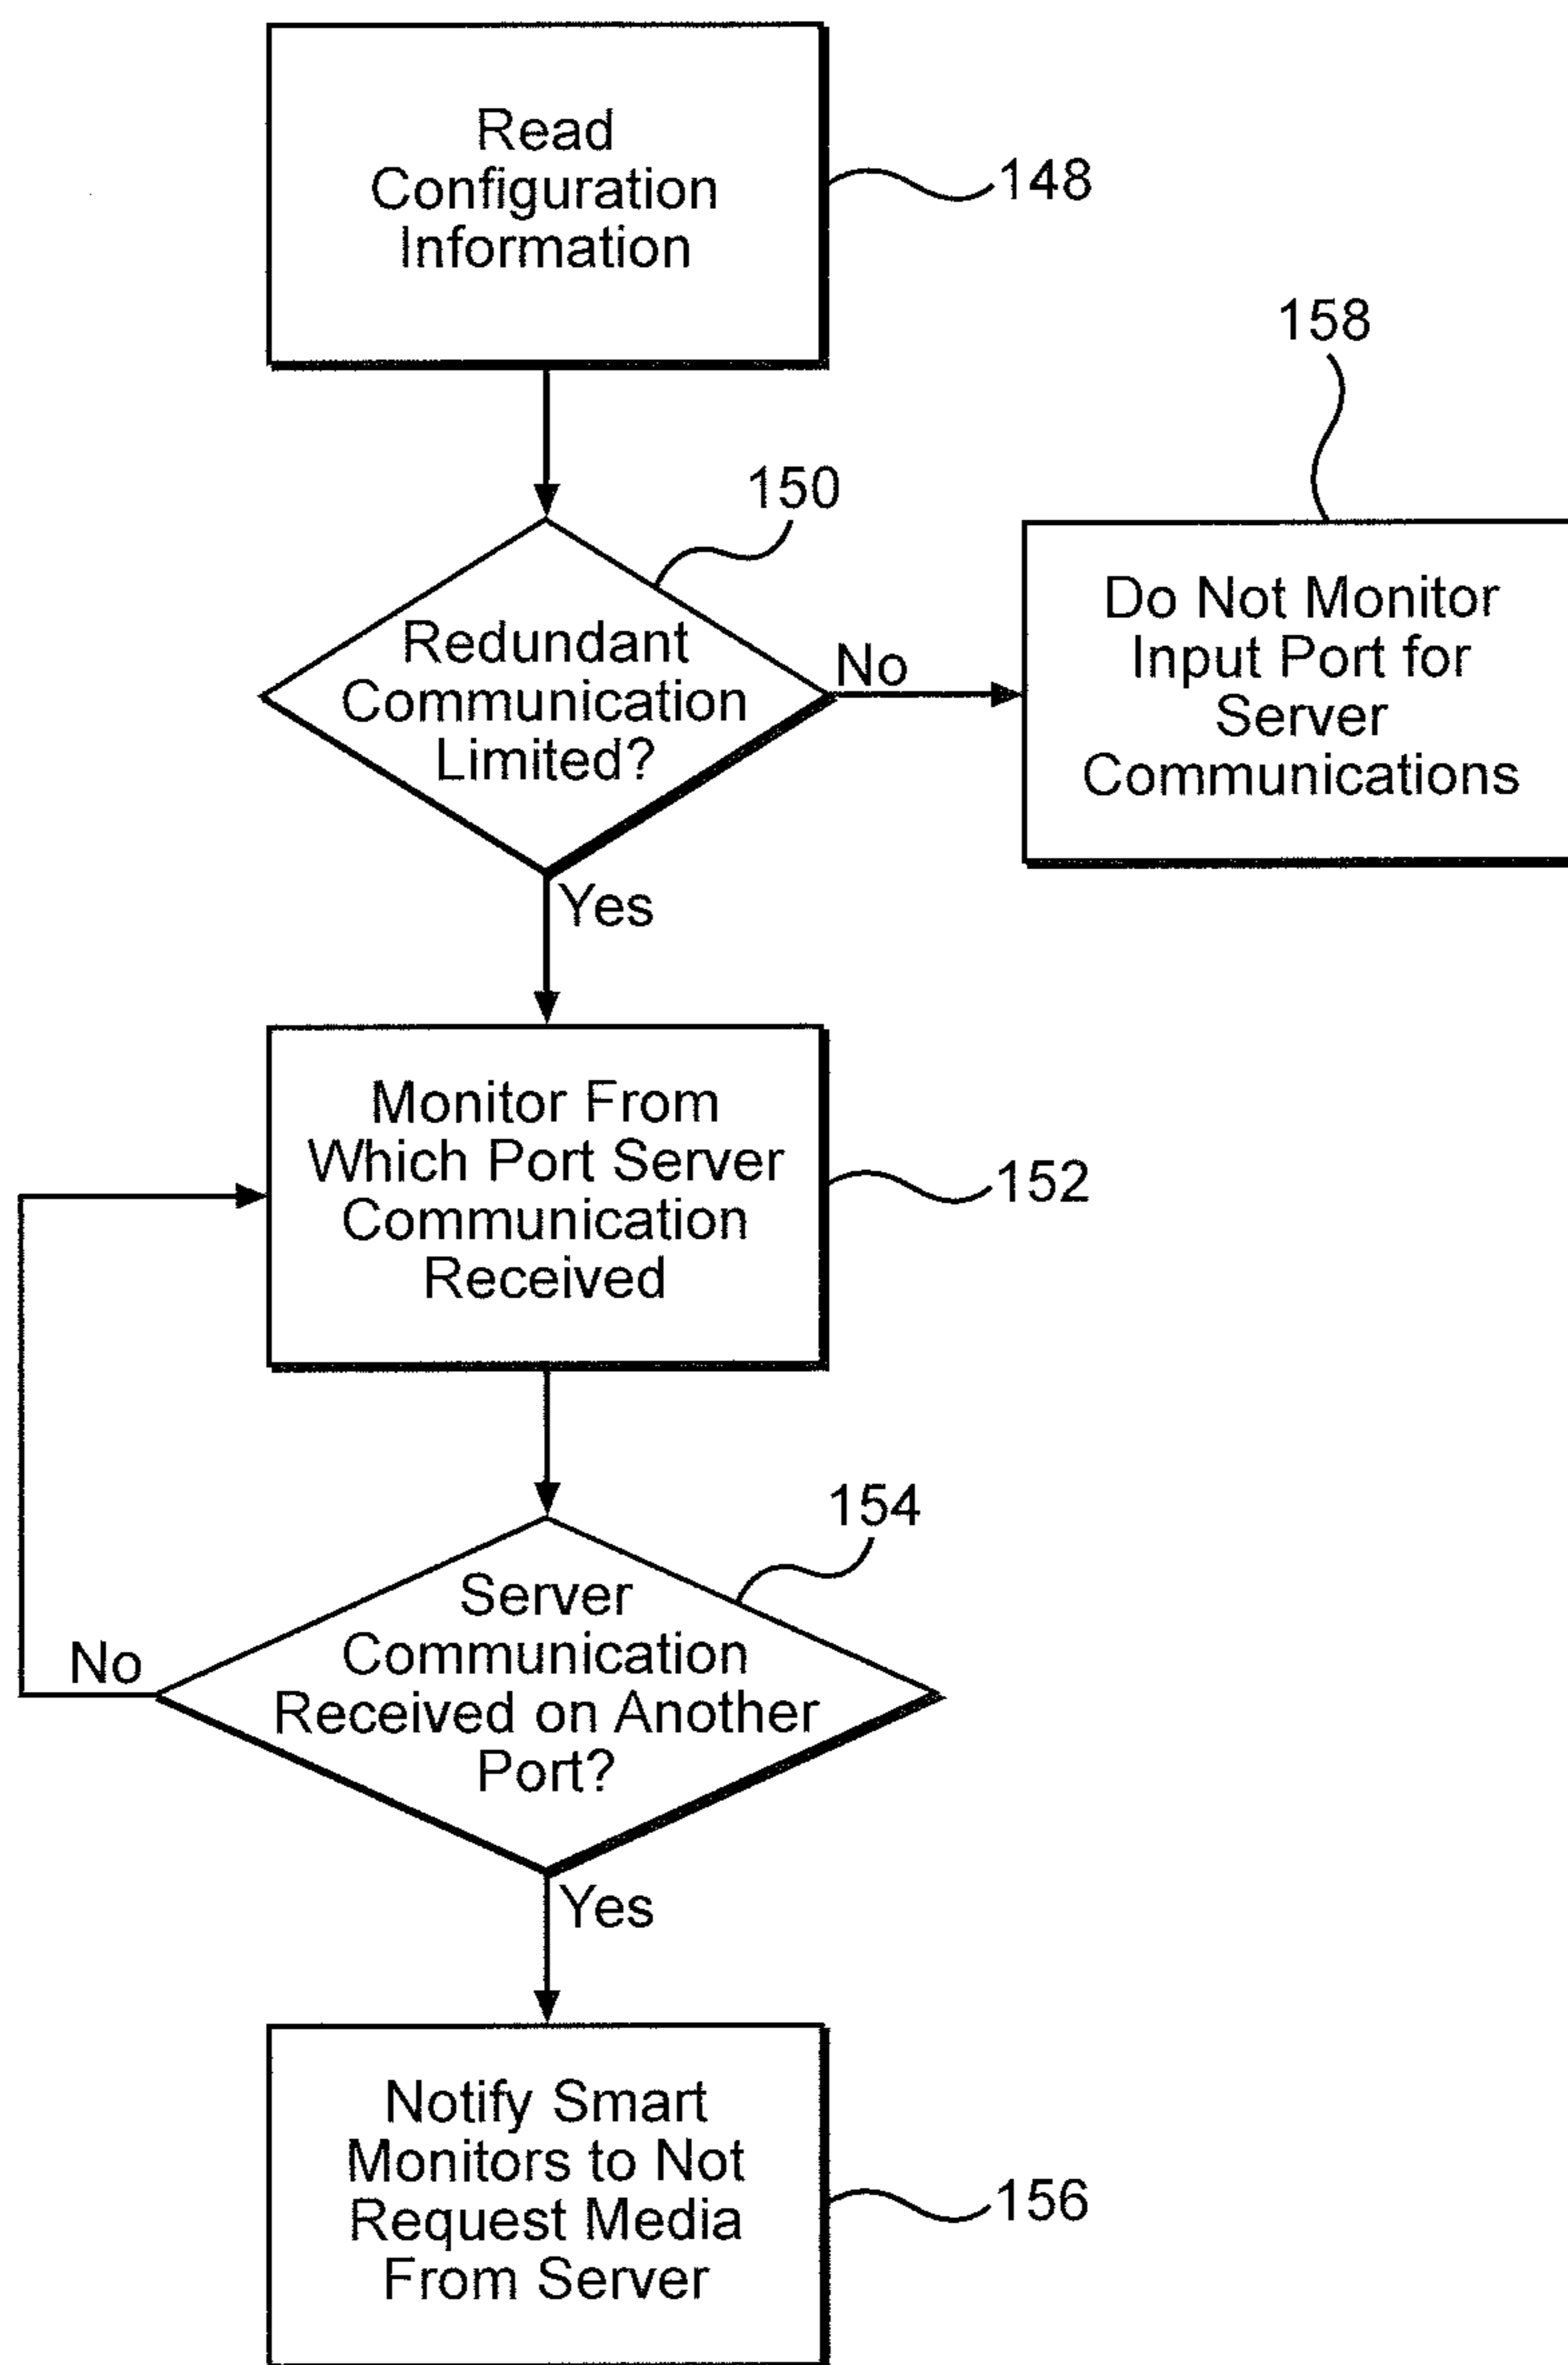 Read
Configuration
Information
148
158
150
Redundant
Communication
Limited?
No
Do Not Monitor
Input Port for
Server
Communications
Yes
Monitor From
Which Port Server
Communication
Received
152
154
Server
Communication
Received on Another
Port?
No
Yes
Notify Smart
Monitors to Not
Request Media
From Server
156